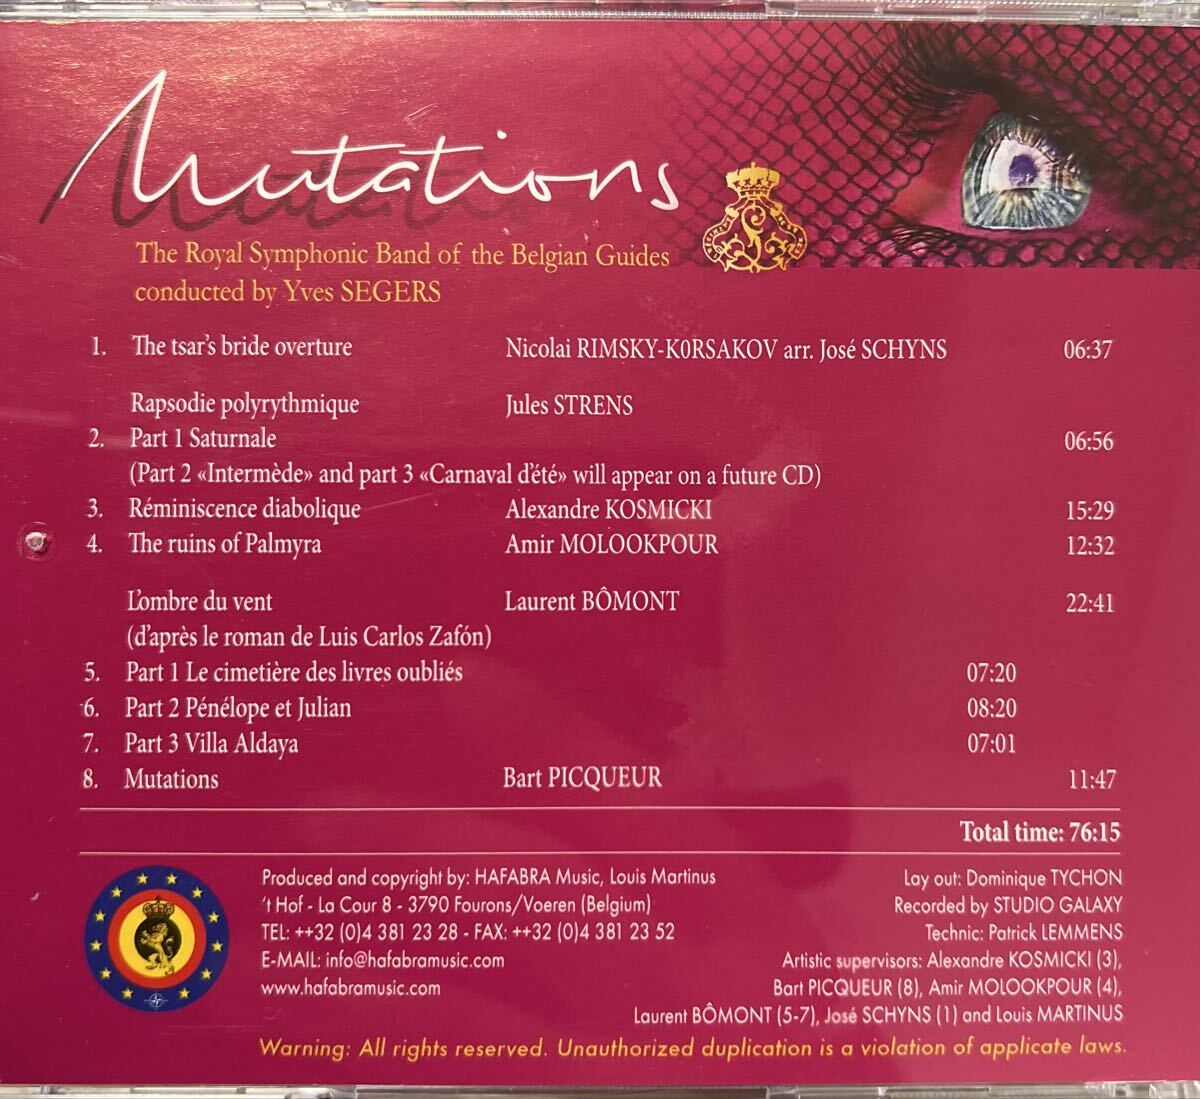 Mutations
The Royal Symphonic Band of the Belgian Guides
conducted by Yves SEGERS
1. The tsar's bride overture Nicolai RIMSKY-K0RSAKOV arr. José SCHYNS 06:37
Rapsodie polyrythmique Jules STRENS
2. Part 1 Saturnale 06:56
(Part 2 «Intermède» and part 3 «Carnaval d'été» will appear on a future CD)
3. Réminiscence diabolique Alexandre KOSMICKI 15:29
4. The ruins of Palmyra Amir MOLOOKPOUR 12:32
L'ombre du vent Laurent BÔMONT 22:41
(d'après le roman de Luis Carlos Zafón)
5. Part 1 Le cimetière des livres oubliés 07:20
6. Part 2 Pénélope et Julian 08:20
7. Part 3 Villa Aldaya 07:01
8. Mutations Bart PICQUEUR 11:47
Total time: 76:15
Produced and copyright by: HAFABRA Music, Louis Martinus
't Hof - La Cour 8 - 3790 Fourons/Voeren (Belgium)
TEL: ++32 (0)4 381 23 28 - FAX: ++32 (0)4 381 23 52
E-MAIL: info@hafabramusic.com
www.hafabramusic.com
Lay out: Dominique TYCHON
Recorded by STUDIO GALAXY
Technic: Patrick LEMMENS
Artistic supervisors: Alexandre KOSMICKI (3),
Bart PICQUEUR (8), Amir MOLOOKPOUR (4),
Laurent BÔMONT (5-7), José SCHYNS (1) and Louis MARTINUS
Warning: All rights reserved. Unauthorized duplication is a violation of applicate laws.